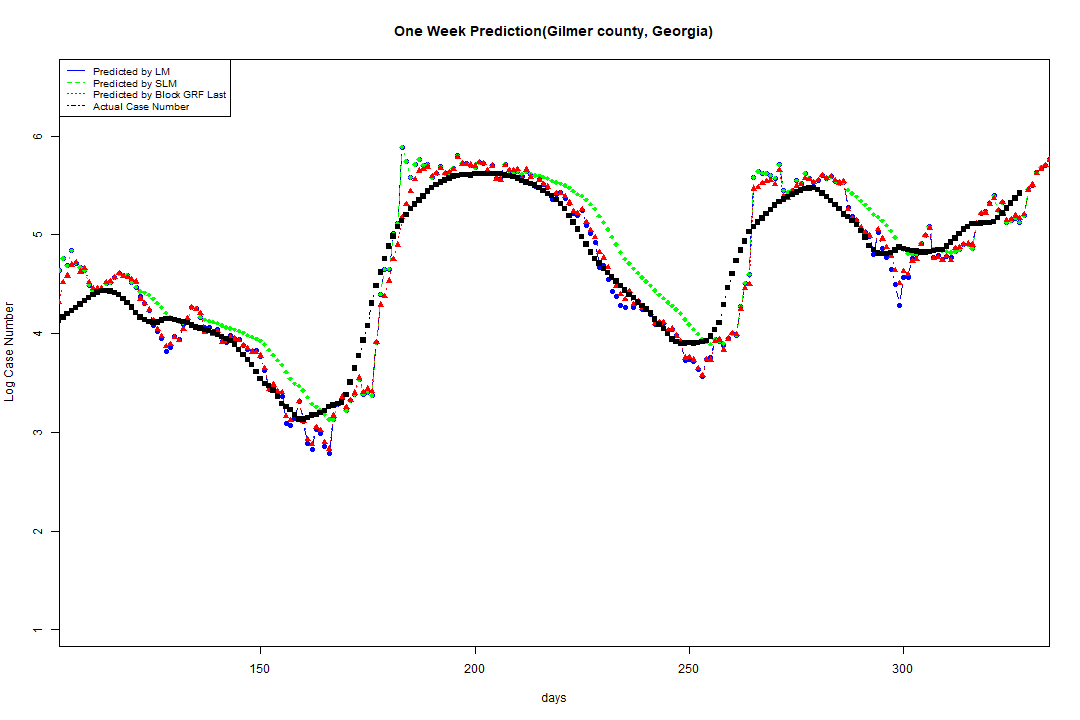 One Week Prediction(Gilmer county, Georgia)
Predicted by LM
Predicted by SLM
Predicted by Block GRF Last
Actual Case Number
6
5
4
3
2
1
Log Case Number
150 200 250 300
days